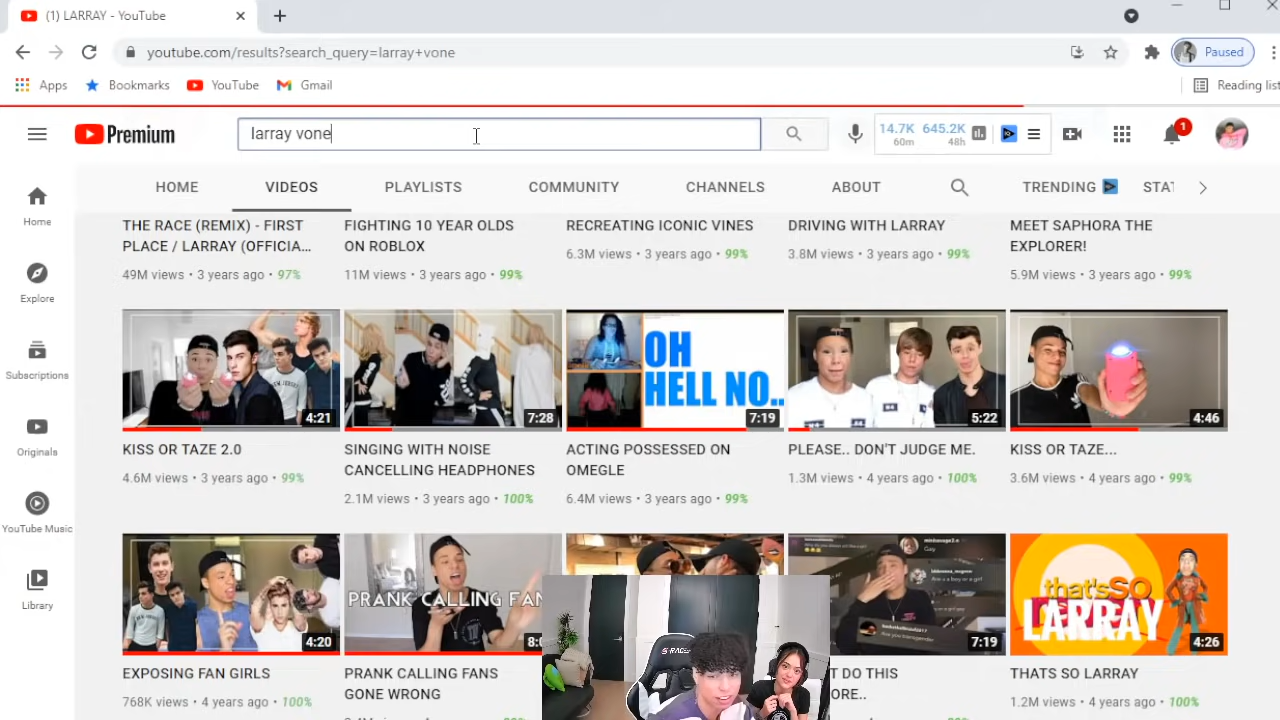 (1) LARRAY - YouTube
youtube.com/results?search_query=larray+vone
Paused
Apps
Bookmarks
YouTube
Gmail
Reading list
Premium
larray vone
14.7K 645.2K
60m 48h
1
HOME
VIDEOS
PLAYLISTS
COMMUNITY
CHANNELS
ABOUT
TRENDING
STAT
Home
Explore
Subscriptions
Originals
YouTube Music
Library
THE RACE (REMIX) - FIRST
PLACE / LARRAY (OFFICIA...
49M views • 3 years ago • 97%
FIGHTING 10 YEAR OLDS
ON ROBLOX
11M views • 3 years ago • 99%
RECREATING ICONIC VINES
6.3M views • 3 years ago • 99%
DRIVING WITH LARRAY
3.8M views • 3 years ago • 99%
MEET SAPHORA THE
EXPLORER!
5.9M views • 3 years ago • 99%
4:21
KISS OR TAZE 2.0
4.6M views • 3 years ago • 99%
7:28
SINGING WITH NOISE
CANCELLING HEADPHONES
2.1M views • 3 years ago • 100%
OH
HELL NO..
7:19
ACTING POSSESSED ON
OMEGLE
6.4M views • 3 years ago • 99%
5:22
PLEASE.. DON'T JUDGE ME.
1.3M views • 4 years ago • 100%
4:46
KISS OR TAZE...
3.6M views • 4 years ago • 99%
4:20
EXPOSING FAN GIRLS
768K views • 4 years ago • 100%
PRANK CALLING FAN
8:0
PRANK CALLING FANS
GONE WRONG
7:19
T DO THIS
ORE..
that'sSO
LARRAY
4:26
THATS SO LARRAY
1.2M views • 4 years ago • 100%